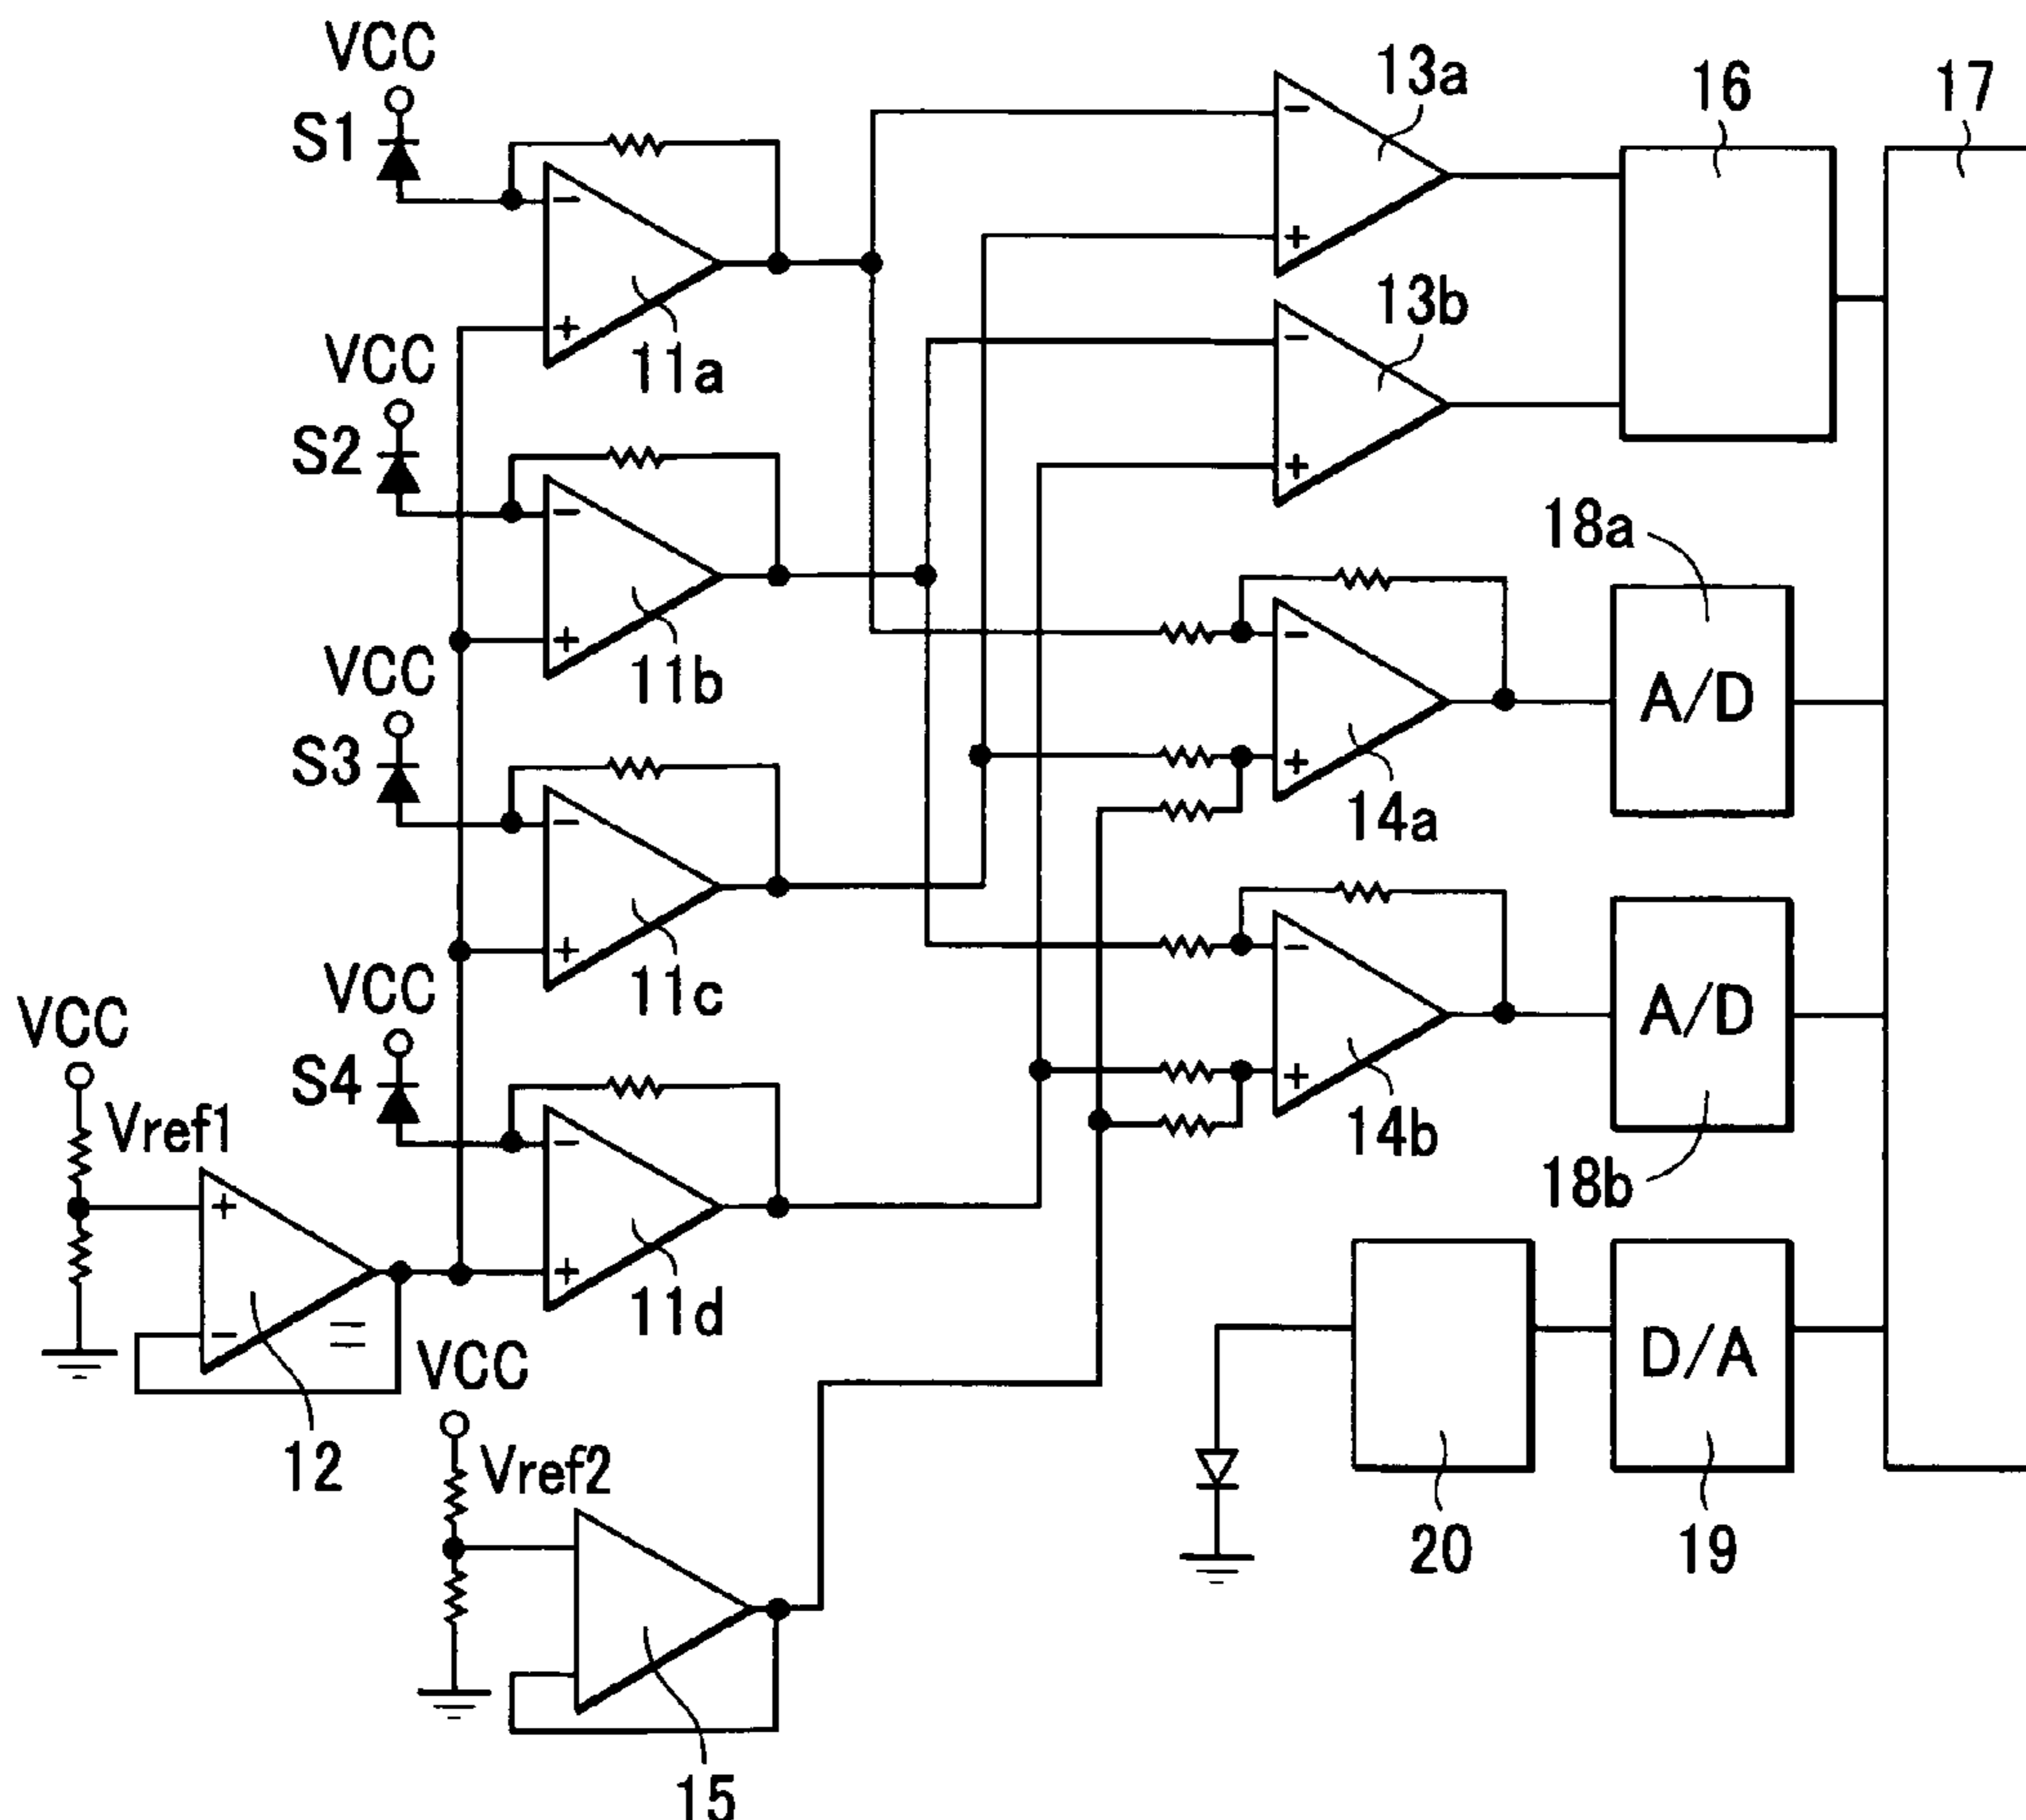 VCC
S1
−
+
11a
13a
−
+
16
17
VCC
S2
−
+
11b
13b
−
+
VCC
S3
−
+
11c
14a
−
+
18a
A/D
VCC
S4
−
+
11d
14b
−
+
A/D
18b
VCC
Vref1
+
−
12
VCC
Vref2
15
20
D/A
19